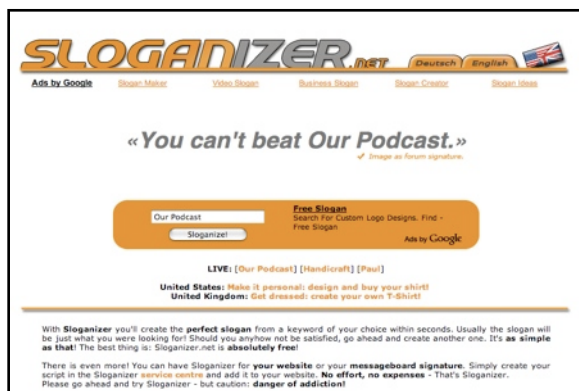 SLOGANIZER.NET
Deutsch English
Ads by Google Slogan Maker Video Slogan Business Slogan Slogan Creator Slogan Ideas
«You can't beat Our Podcast.»
✓ Image as forum signature.
Our Podcast
Sloganize!
Free Slogan
Search For Custom Logo Designs. Find -
Free Slogan
Ads by Google
LIVE: [Our Podcast] [Handicraft] [Paul]
United States: Make it personal: design and buy your shirt!
United Kingdom: Get dressed: create your own T-Shirt!
With Sloganizer you'll create the perfect slogan from a keyword of your choice within seconds. Usually the slogan will
be just what you were looking for! Should you anyhow not be satisfied, go ahead and create another one. It's as simple
as that! The best thing is: Sloganizer.net is absolutely free!
There is even more! You can have Sloganizer for your website or your messageboard signature. Simply create your
script in the Sloganizer service centre and add it to your website. No effort, no expenses - That's Sloganizer.
Please go ahead and try Sloganizer - but caution: danger of addiction!